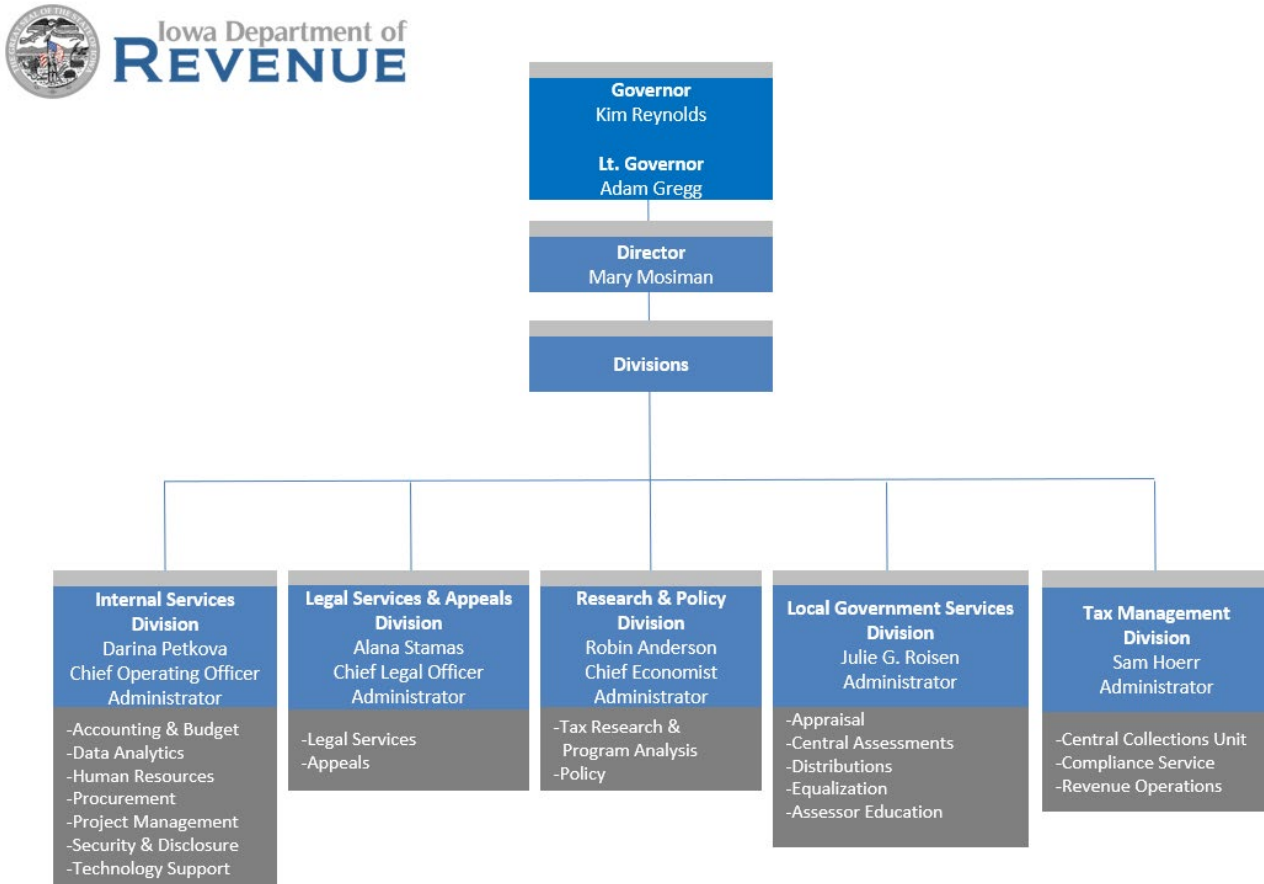 Iowa Department of
REVENUE
Governor
Kim Reynolds
Lt. Governor
Adam Gregg
Director
Mary Mosiman
Divisions
Internal Services
Division
Darina Petkova
Chief Operating Officer
Administrator
-Accounting & Budget
-Data Analytics
-Human Resources
-Procurement
-Project Management
-Security & Disclosure
-Technology Support
Legal Services & Appeals
Division
Alana Stamas
Chief Legal Officer
Administrator
-Legal Services
-Appeals
Research & Policy
Division
Robin Anderson
Chief Economist
Administrator
-Tax Research &
Program Analysis
-Policy
Local Government Services
Division
Julie G. Roisen
Administrator
-Appraisal
-Central Assessments
-Distributions
-Equalization
-Assessor Education
Tax Management
Division
Sam Hoerr
Administrator
-Central Collections Unit
-Compliance Service
-Revenue Operations